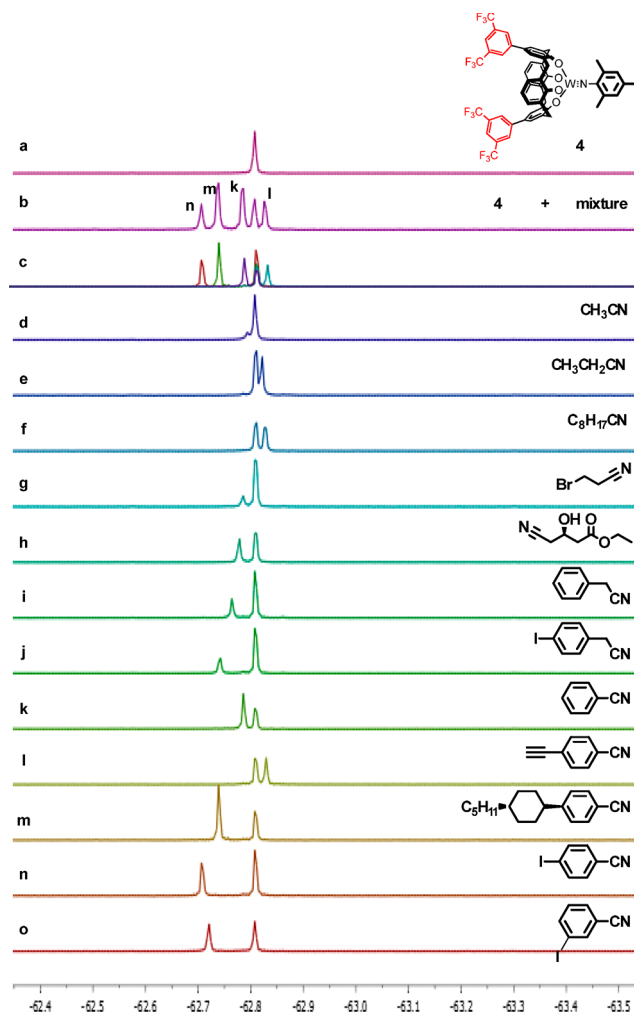 F₃C
CF₃
F₃C
CF₃
O
O
O
O
W≡N
4
a
b
n
m
k
l
4 + mixture
c
d
CH₃CN
e
CH₃CH₂CN
f
C₈H₁₇CN
g
Br
N
h
N
OH
O
O
i
CN
j
I
CN
k
CN
l
CN
m
C₅H₁₁
CN
n
I
CN
o
CN
I
-62.4 -62.5 -62.6 -62.7 -62.8 -62.9 -63.0 -63.1 -63.2 -63.3 -63.4 -63.5